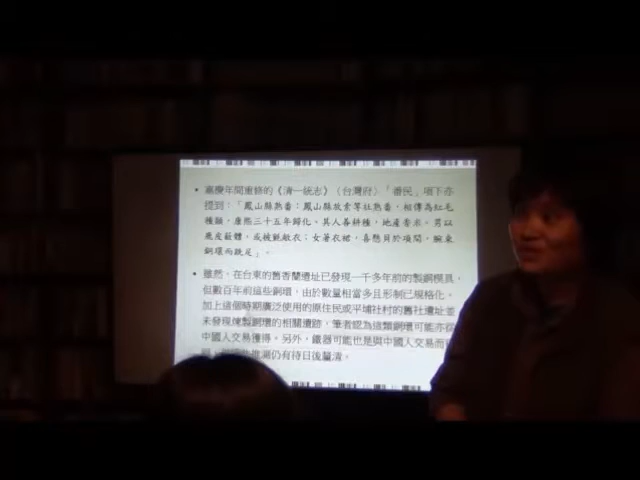 • 嘉慶年間重修的《清一統志》〈台灣府〉「番民」項下亦
提到:「鳳山縣熟番:鳳山縣放索等社熟番,相傳為紅毛
種類,康熙三十五年歸化。其人善耕種,地產香米。男以
鹿皮蔽體,或披氈敝衣;女著衣裙,喜懸貝於項間,腕束
銅環而跣足」。
• 雖然,在台東的舊香蘭遺址已發現一千多年前的製銅模具,
但數百年前這些銅環,由於數量相當多且形制已規格化。
加上這個時期廣泛使用的原住民或平埔社村的舊社遺址並
未發現煉製銅環的相關遺跡,筆者認為這類銅環可能亦從
中國人交易獲得。另外,鐵器可能也是與中國人交易而
推測仍有待日後釐清。